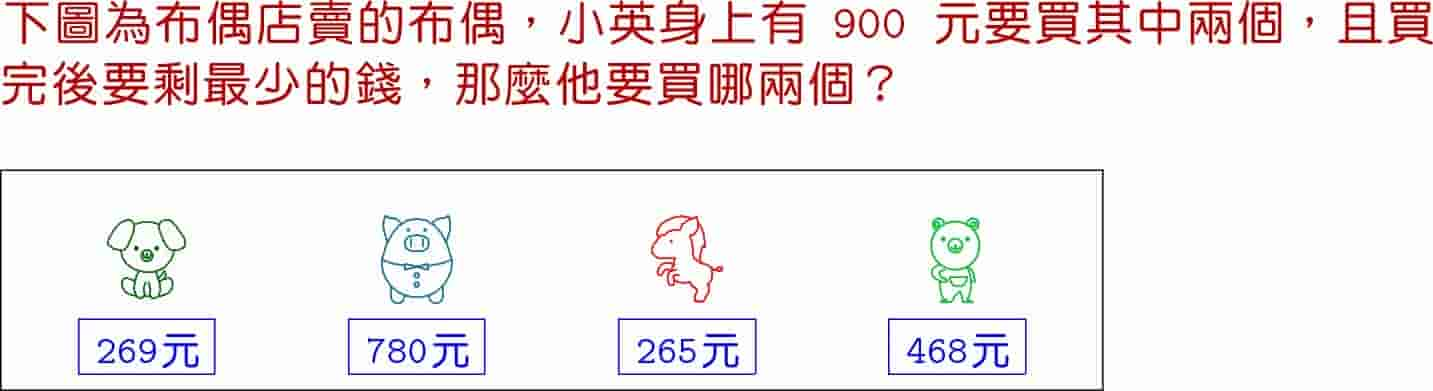 下圖為布偶店賣的布偶，小英身上有 900 元要買其中兩個，且買
完後要剩最少的錢，那麼他要買哪兩個？
269元 780元 265元 468元